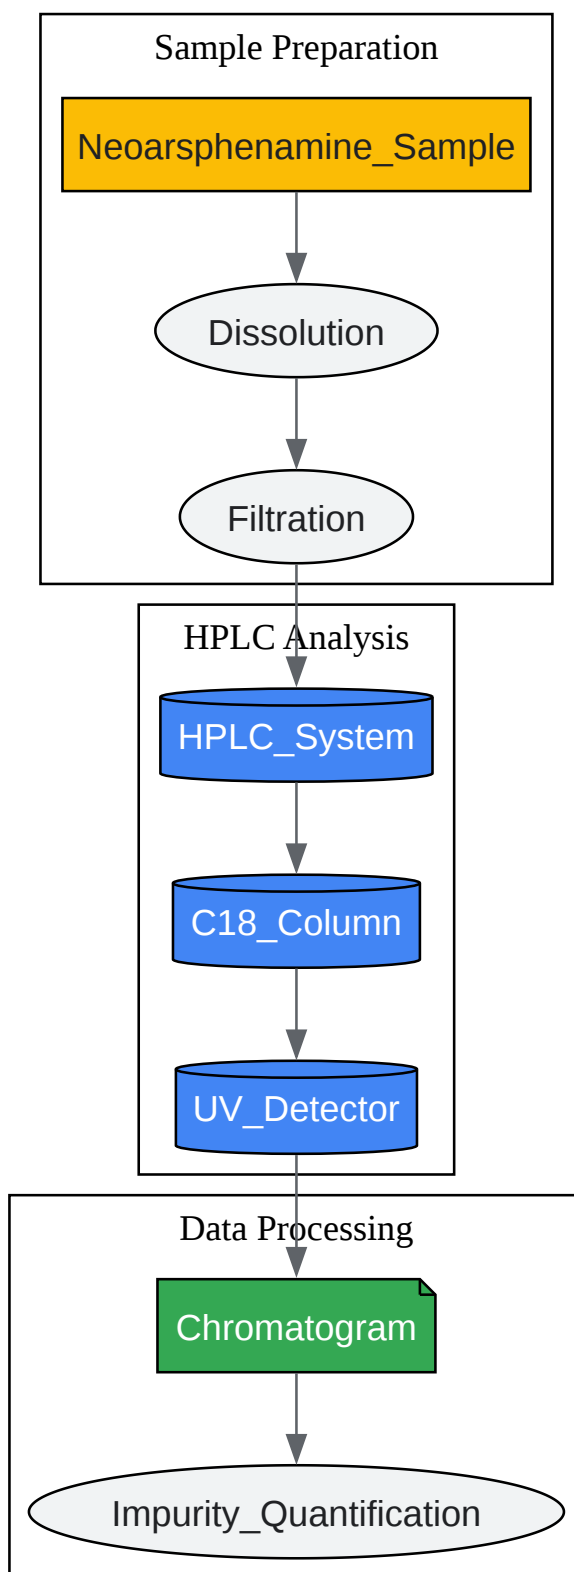 Sample Preparation
Neoarsphenamine_Sample
Dissolution
Filtration
HPLC Analysis
HPLC_System
C18_Column
UV_Detector
Data Processing
Chromatogram
Impurity_Quantification